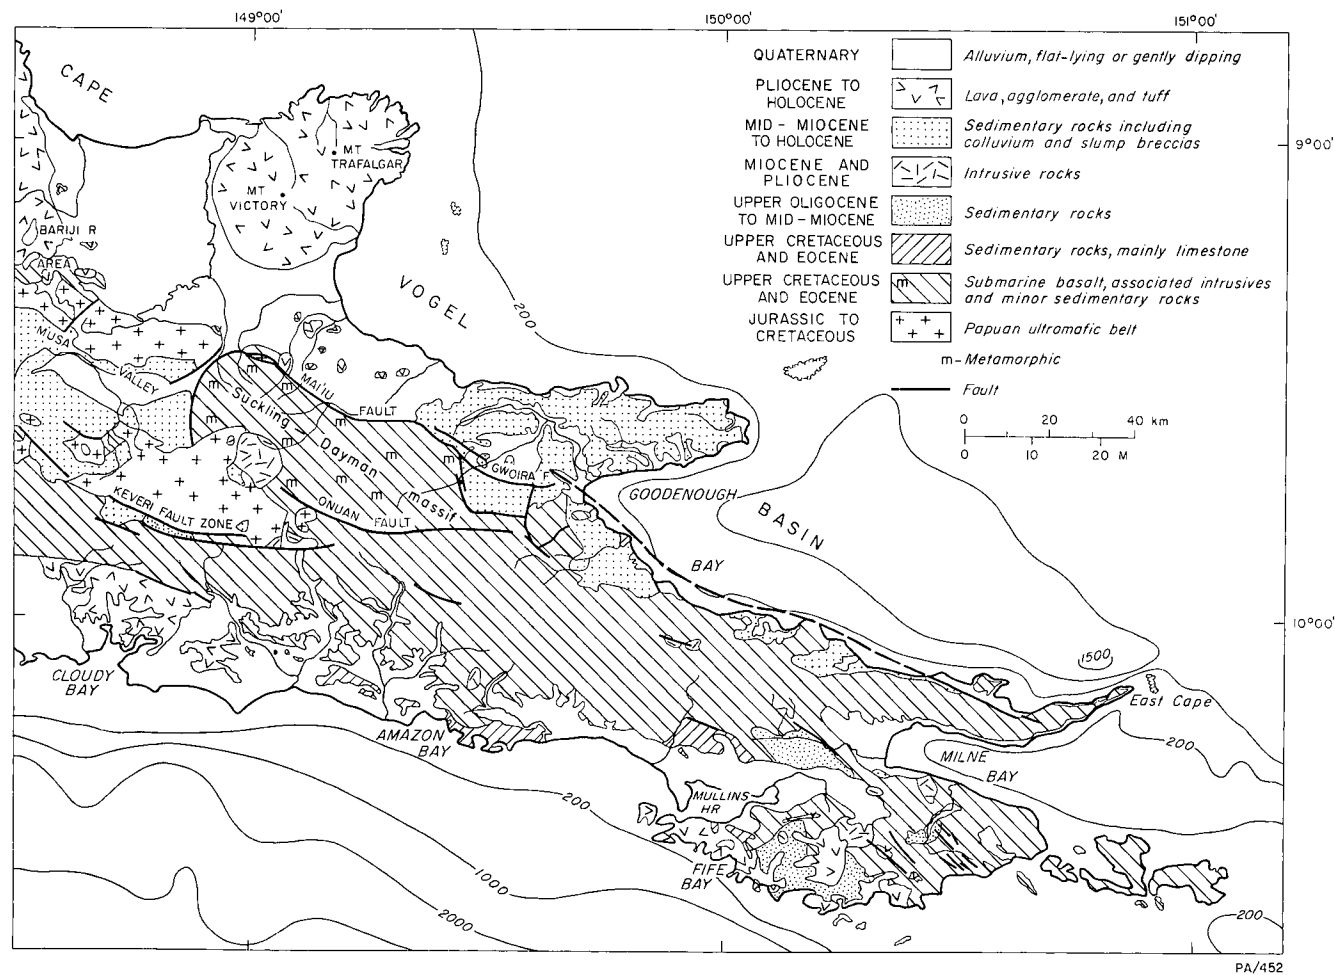 149°00'
150°00'
151°00'
CAPE
VOGEL
BASIN
QUATERNARY
Alluvium, flat-lying or gently dipping
PLIOCENE TO
HOLOCENE
Lava, agglomerate, and tuff
MID-MIOCENE
TO HOLOCENE
Sedimentary rocks including
colluvium and slump breccias
MIOCENE AND
PLIOCENE
Intrusive rocks
UPPER OLIGOCENE
TO MID-MIOCENE
Sedimentary rocks
UPPER CRETACEOUS
AND EOCENE
Sedimentary rocks, mainly limestone
UPPER CRETACEOUS
AND EOCENE
m
Submarine basalt, associated intrusives
and minor sedimentary rocks
JURASSIC TO
CRETACEOUS
Papuan ultromafic belt
m - Metamorphic
Fault
0 20 40 km
0 10 20 M
9°00'
10°00'
MT
TRAFALGAR
MT
VICTORY
BARIJI R
AREA
MUSA
VALLEY
200
MAI'IU
FAULT
Suckling
Dayman
massif
m
m
m
m
m
m
m
m
m
m
m
m
GWOIRA F
GOODENOUGH
BAY
KEVERI FAULT ZONE
ONUAN FAULT
CLOUDY
BAY
AMAZON
BAY
MULLINS
HR
FIFE
BAY
MILNE
BAY
East Cape
1500
200
200
1000
2000
200
PA/452